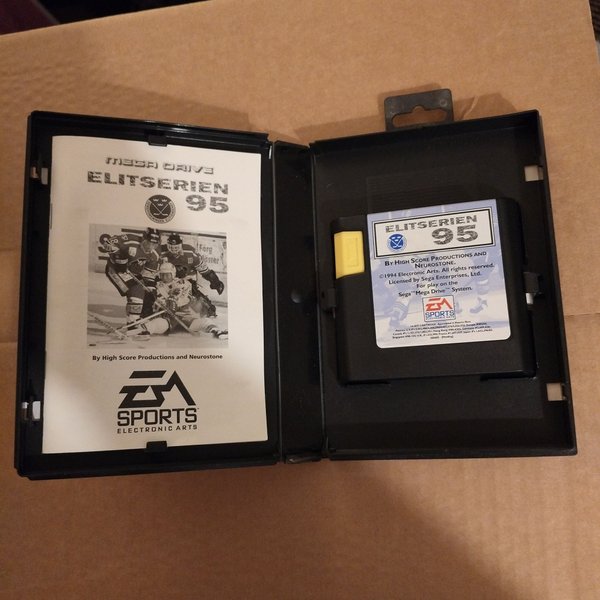 MEGA DRIVE
ELITSERIEN
95
By High Score Productions and Neurostone
EA
SPORTS
ELECTRONIC ARTS
ELITSERIEN
95
BY HIGH SCORE PRODUCTIONS AND
NEUROSTONE.
©1994 Electronic Arts. All rights reserved.
Licensed by Sega Enterprises, Ltd.
For play on the
Sega™ Mega Drive™ System.
EA
SPORTS